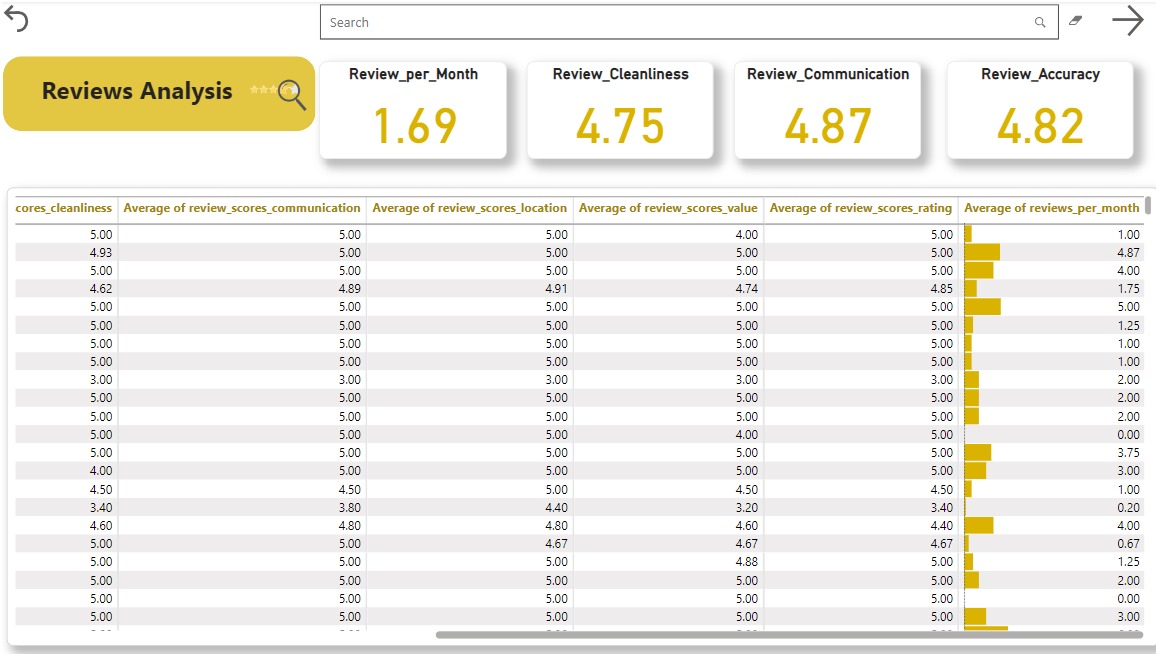 Search
Reviews Analysis
Review_per_Month
1.69
Review_Cleanliness
4.75
Review_Communication
4.87
Review_Accuracy
4.82
cores_cleanliness Average of review_scores_communication Average of review_scores_location Average of review_scores_value Average of review_scores_rating Average of reviews_per_month
5.00 5.00 5.00 4.00 5.00 1.00
4.93 5.00 5.00 5.00 5.00 4.87
5.00 5.00 5.00 5.00 5.00 4.00
4.62 4.89 4.91 4.74 4.85 1.75
5.00 5.00 5.00 5.00 5.00 5.00
5.00 5.00 5.00 5.00 5.00 1.25
5.00 5.00 5.00 5.00 5.00 1.00
5.00 5.00 5.00 5.00 5.00 1.00
3.00 3.00 3.00 3.00 3.00 2.00
5.00 5.00 5.00 5.00 5.00 2.00
5.00 5.00 5.00 5.00 5.00 2.00
5.00 5.00 5.00 4.00 5.00 0.00
5.00 5.00 5.00 5.00 5.00 3.75
4.00 5.00 5.00 5.00 5.00 3.00
4.50 4.50 5.00 4.50 4.50 1.00
3.40 3.80 4.40 3.20 3.40 0.20
4.60 4.80 4.80 4.60 4.40 4.00
5.00 5.00 4.67 4.67 4.67 0.67
5.00 5.00 5.00 4.88 5.00 1.25
5.00 5.00 5.00 5.00 5.00 2.00
5.00 5.00 5.00 5.00 5.00 0.00
5.00 5.00 5.00 5.00 5.00 3.00